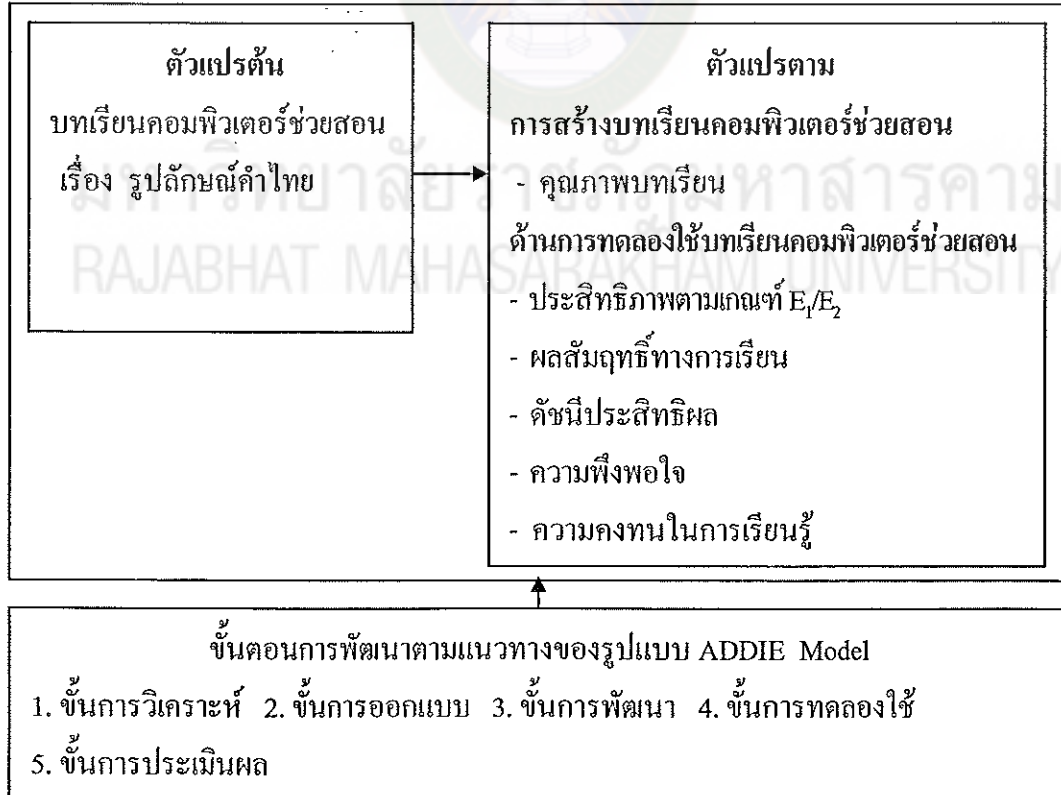 ตัวแปรต้น
บทเรียนคอมพิวเตอร์ช่วยสอน
เรื่อง รูปลักษณ์คำไทย
ตัวแปรตาม
การสร้างบทเรียนคอมพิวเตอร์ช่วยสอน
- คุณภาพบทเรียน
ด้านการทดลองใช้บทเรียนคอมพิวเตอร์ช่วยสอน
- ประสิทธิภาพตามเกณฑ์ E₁/E₂
- ผลสัมฤทธิ์ทางการเรียน
- ดัชนีประสิทธิผล
- ความพึงพอใจ
- ความคงทนในการเรียนรู้
มหาวิทยาลัยราชภัฏมหาสารคาม
RAJABHAT MAHASARAKHAM UNIVERSITY
ขั้นตอนการพัฒนาตามแนวทางของรูปแบบ ADDIE Model
1. ขั้นการวิเคราะห์ 2. ขั้นการออกแบบ 3. ขั้นการพัฒนา 4. ขั้นการทดลองใช้
5. ขั้นการประเมินผล